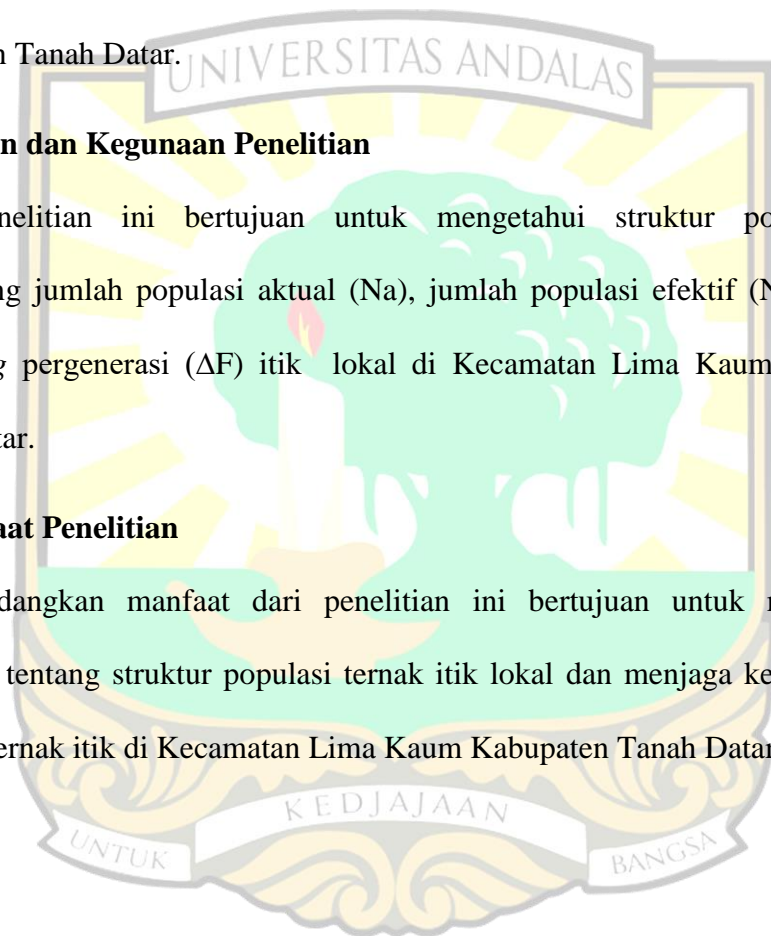 n Tanah Datar.
UNIVERSITAS ANDALAS
n dan Kegunaan Penelitian
nelitian ini bertujuan untuk mengetahui struktur po
ng jumlah populasi aktual (Na), jumlah populasi efektif (N
g pergenerasi (ΔF) itik lokal di Kecamatan Lima Kaum
tar.
aat Penelitian
dangkan manfaat dari penelitian ini bertujuan untuk
tentang struktur populasi ternak itik lokal dan menjaga ke
ernak itik di Kecamatan Lima Kaum Kabupaten Tanah Datar
KEDJAJAAN
UNTUK
BANGSA